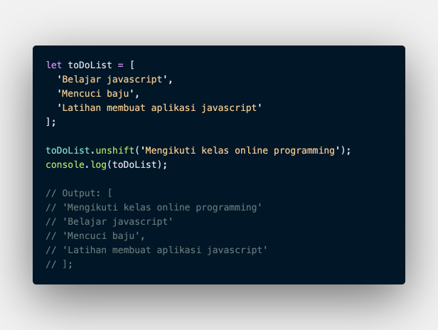 let toDoList = [
  'Belajar javascript',
  'Mencuci baju',
  'Latihan membuat aplikasi javascript'
];
toDoList.unshift('Mengikuti kelas online programming');
console.log(toDoList);
// Output: [
// 'Mengikuti kelas online programming'
// 'Belajar javascript'
// 'Mencuci baju',
// 'Latihan membuat aplikasi javascript'
// ];